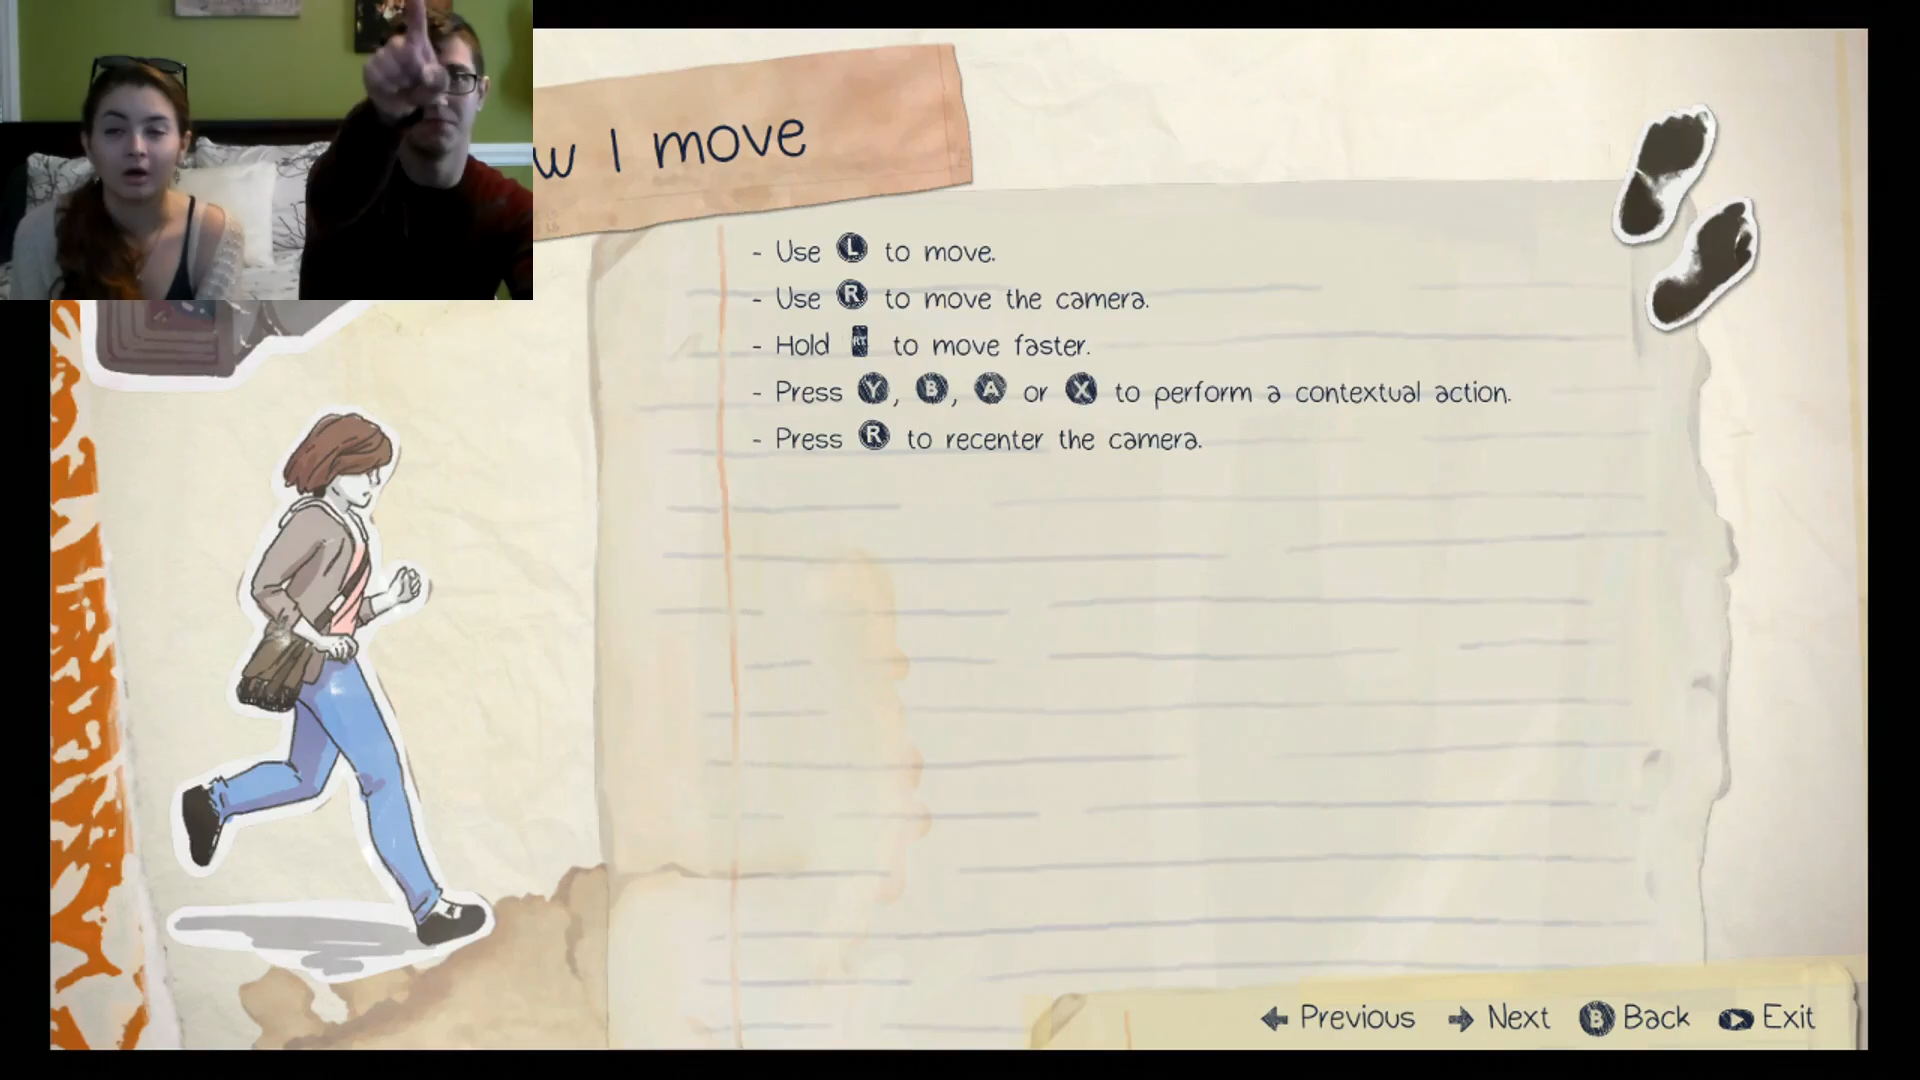 w I move
- Use L to move.
- Use R to move the camera.
- Hold RT to move faster.
- Press Y, B, A or X to perform a contextual action.
- Press R to recenter the camera.
Previous Next B Back Exit